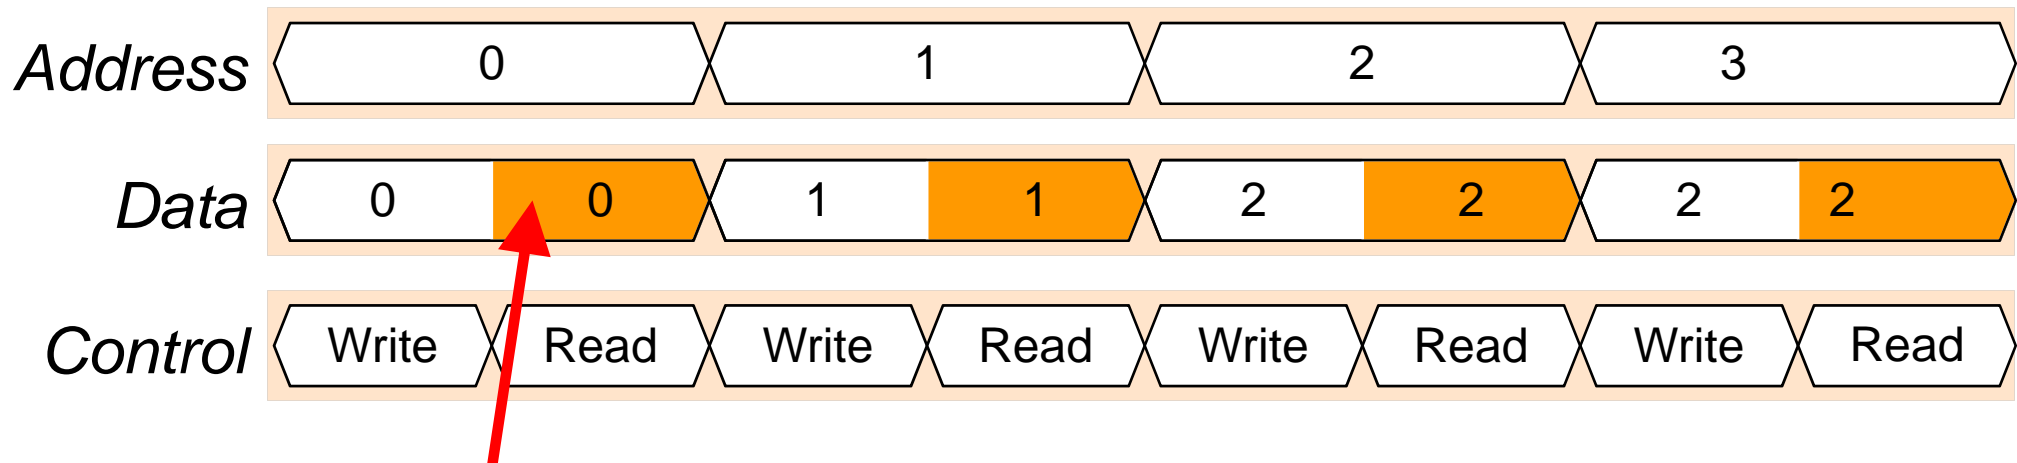 Address 0 1 2 3
Data 0 0 1 1 2 2 2 2
Control Write Read Write Read Write Read Write Read